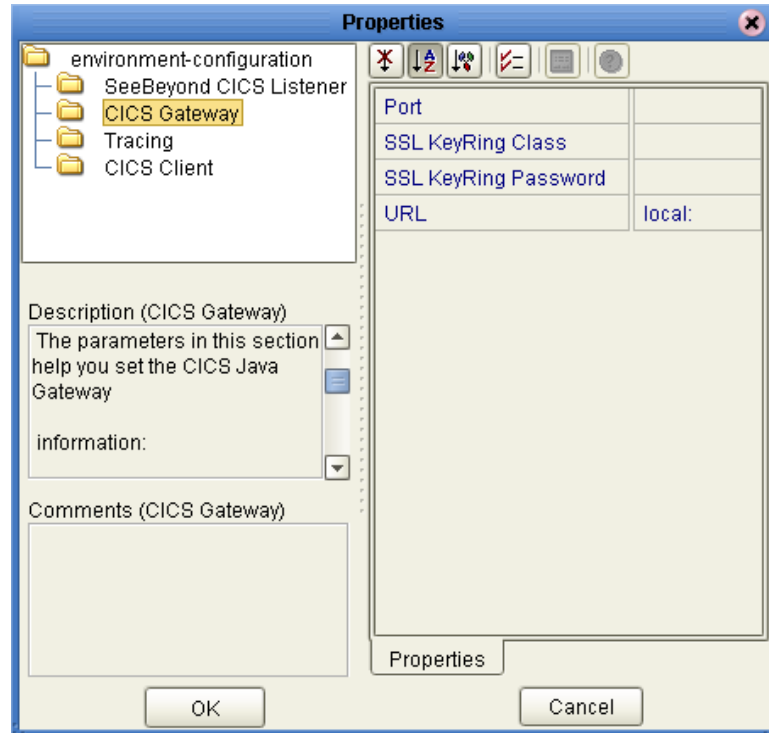 Properties
environment-configuration
SeeBeyond CICS Listener
CICS Gateway
Tracing
CICS Client
Port
SSL KeyRing Class
SSL KeyRing Password
URL local:
Description (CICS Gateway)
The parameters in this section
help you set the CICS Java
Gateway
information:
Comments (CICS Gateway)
Properties
OK
Cancel